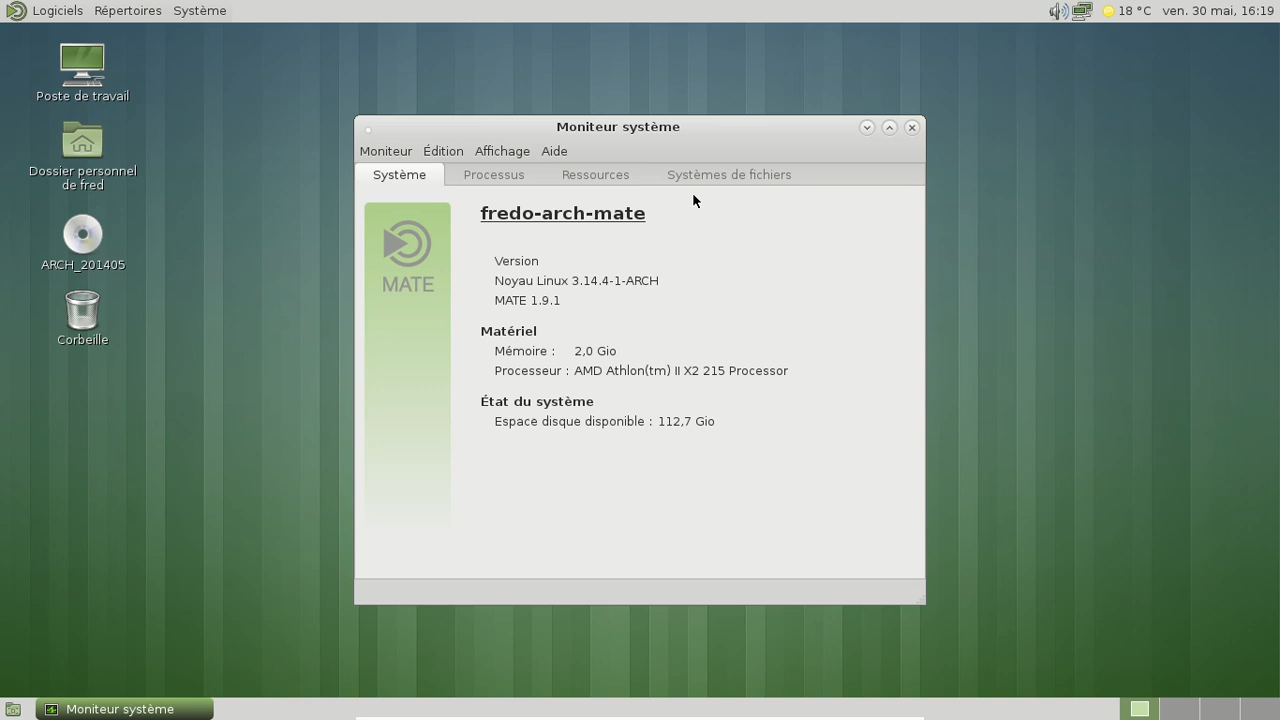 Logiciels Répertoires Système
18 °C ven. 30 mai, 16:19
Poste de travail
Dossier personnel
de fred
ARCH_201405
Corbeille
Moniteur système
Moniteur Édition Affichage Aide
Système Processus Ressources Systèmes de fichiers
MATE
fredo-arch-mate
Version
Noyau Linux 3.14.4-1-ARCH
MATE 1.9.1
Matériel
Mémoire : 2,0 Gio
Processeur : AMD Athlon(tm) II X2 215 Processor
État du système
Espace disque disponible : 112,7 Gio
Moniteur système